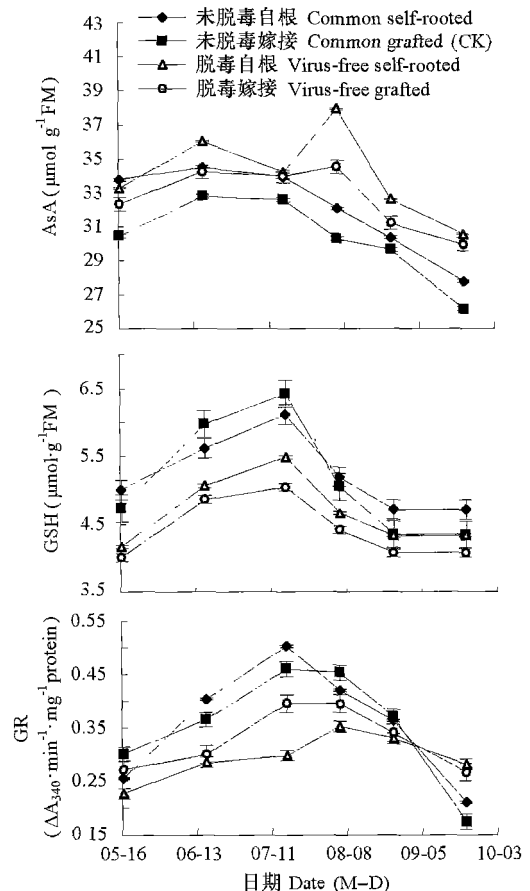 未脱毒自根 Common self-rooted
未脱毒嫁接 Common grafted (CK)
脱毒自根 Virus-free self-rooted
脱毒嫁接 Virus-free grafted
AsA (μmol g⁻¹FM)
43
41
39
37
35
33
31
29
27
25
GSH (μmol·g⁻¹FM)
6.5
5.5
4.5
3.5
GR
(ΔA₃₄₀·min⁻¹·mg⁻¹protein)
0.55
0.45
0.35
0.25
0 15
05-16 06-13 07-11 08-08 09-05 10-03
日期 Date (M–D)